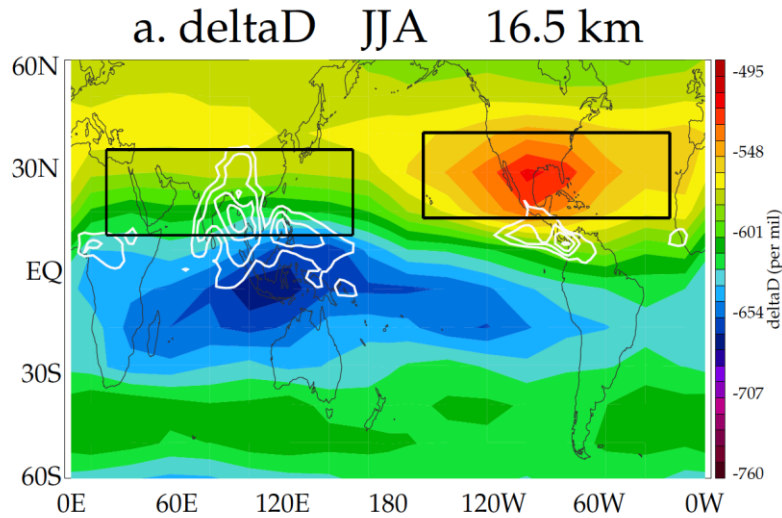 a. deltaD JJA 16.5 km
60N
30N
EQ
30S
60S
0E 60E 120E 180 120W 60W 0W
-495
-548
-601
-654
-707
-760
deltaD (per mil)